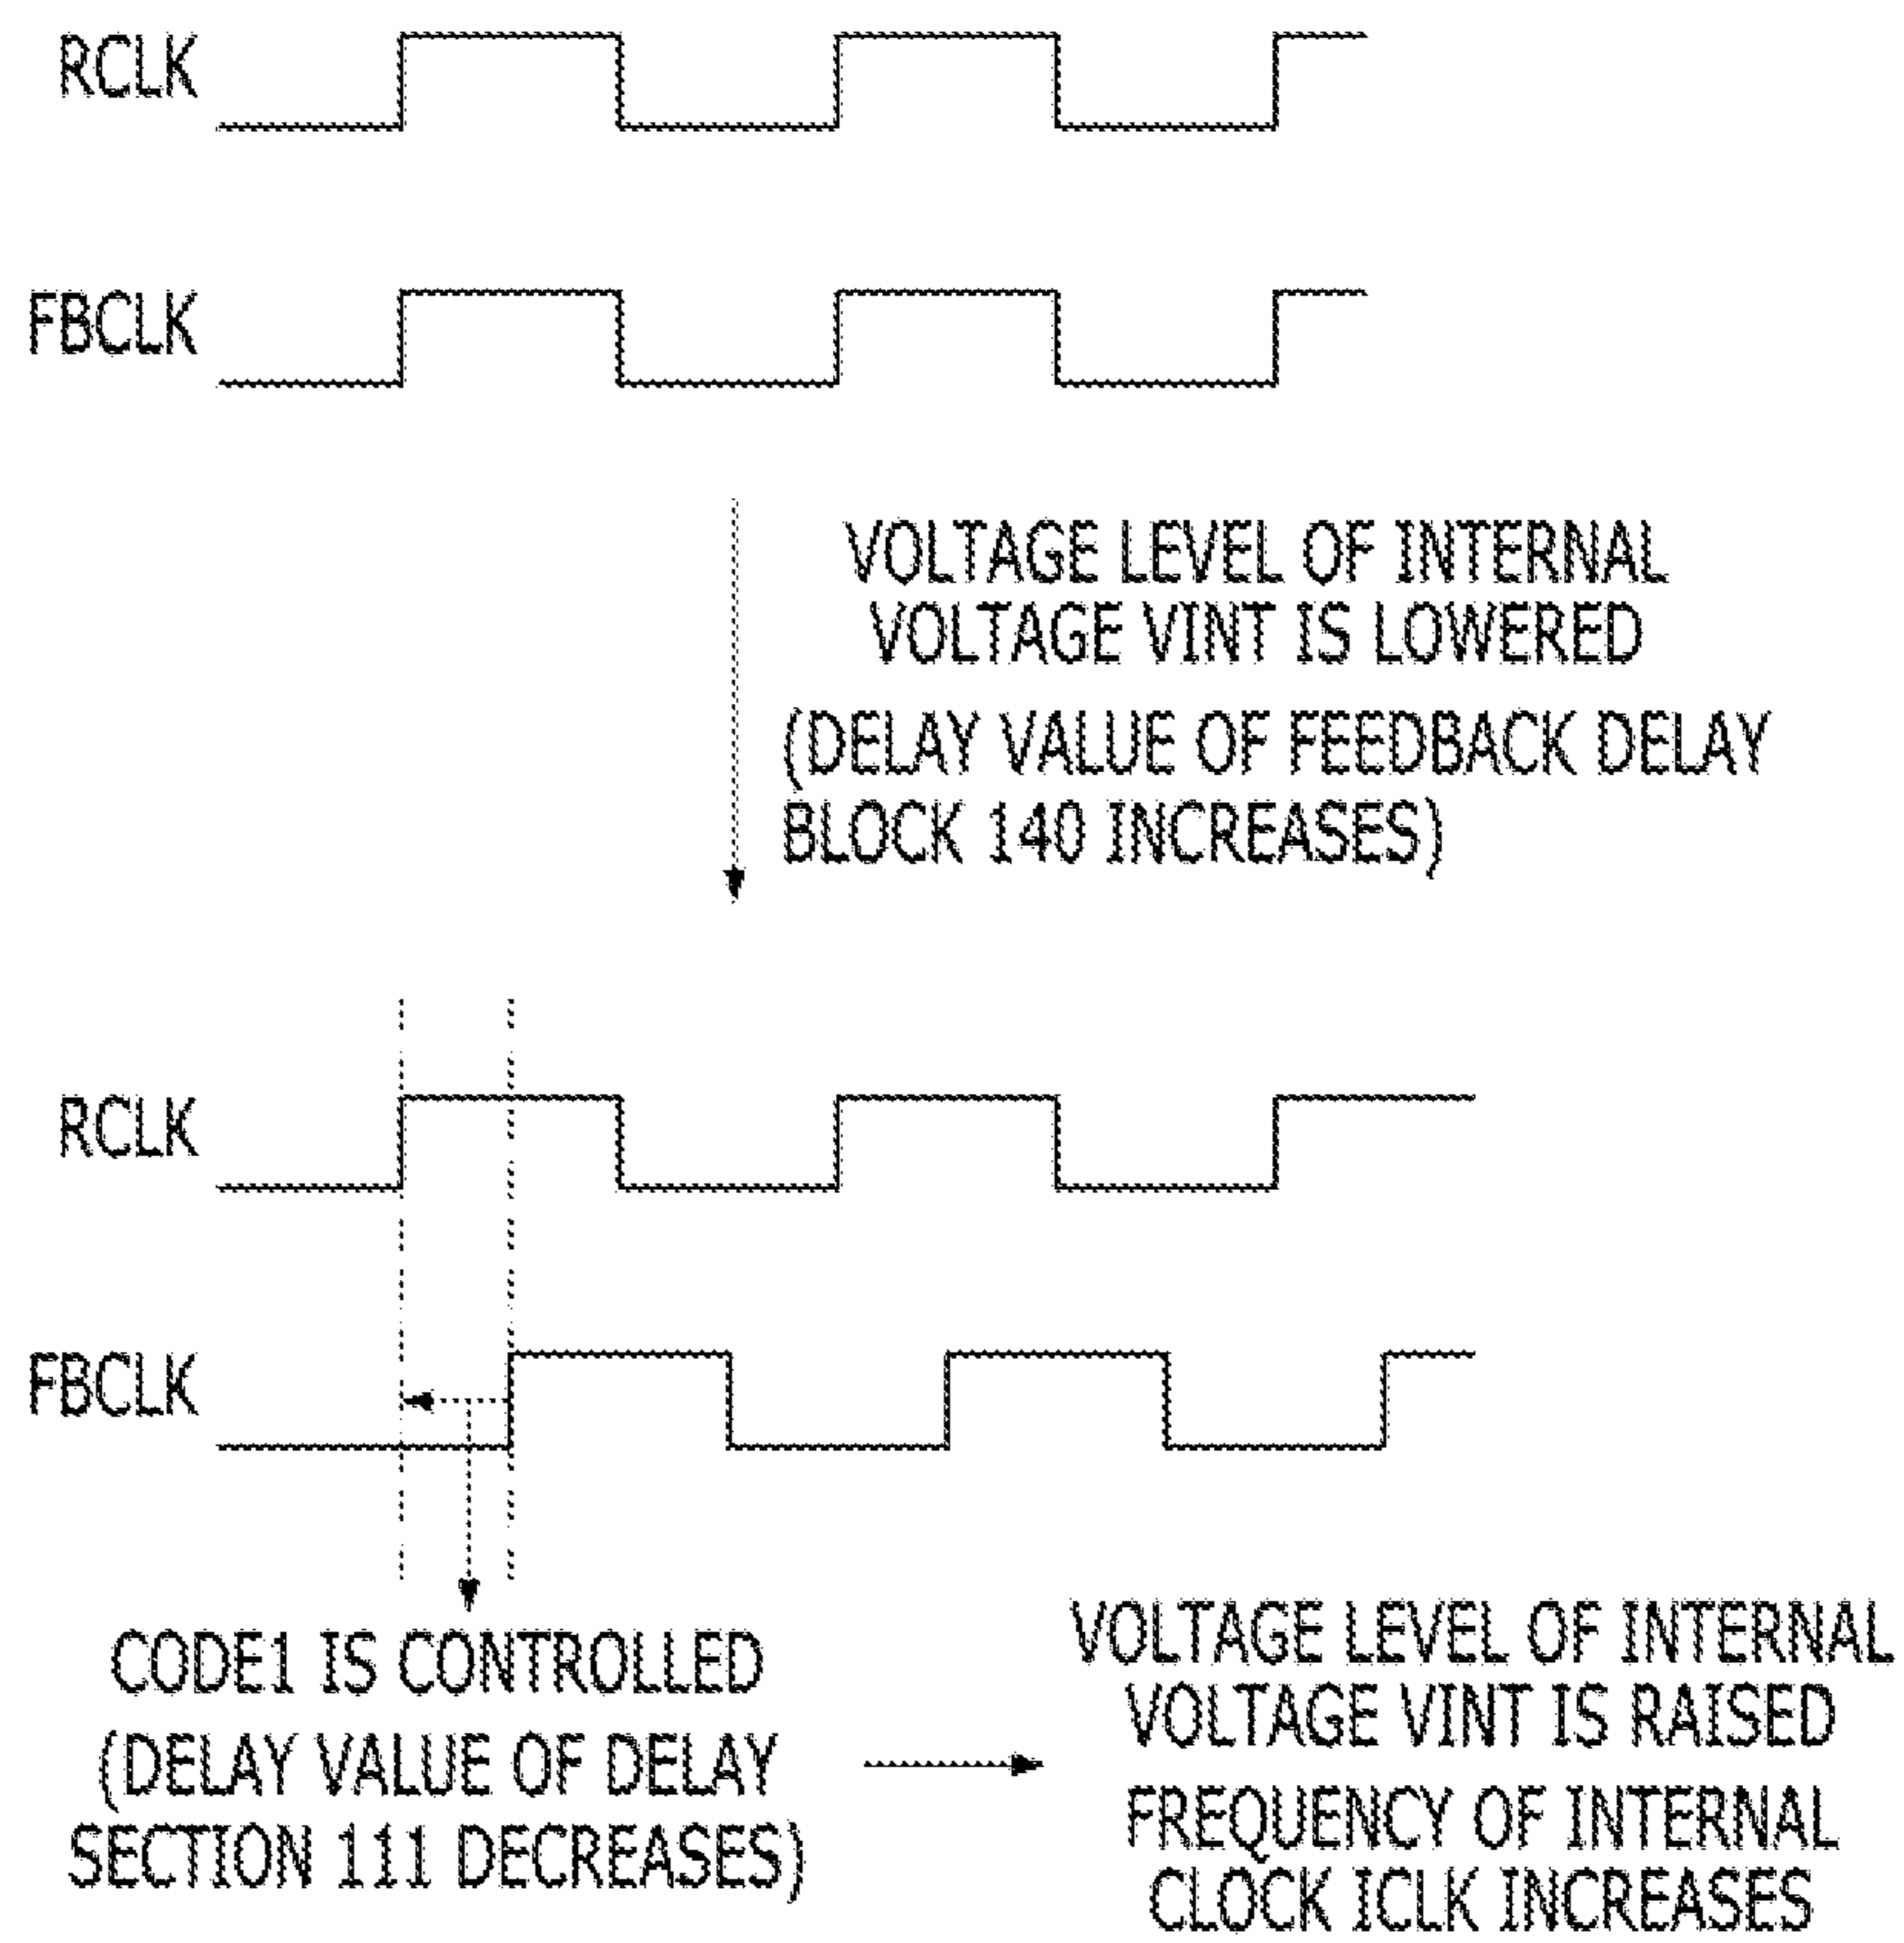 RCLK
FBCLK
VOLTAGE LEVEL OF INTERNAL
VOLTAGE VINT IS LOWERED
(DELAY VALUE OF FEEDBACK DELAY
BLOCK 140 INCREASES)
RCLK
FBCLK
CODE1 IS CONTROLLED
(DELAY VALUE OF DELAY
SECTION 111 DECREASES)
VOLTAGE LEVEL OF INTERNAL
VOLTAGE VINT IS RAISED
FREQUENCY OF INTERNAL
CLOCK ICLK INCREASES